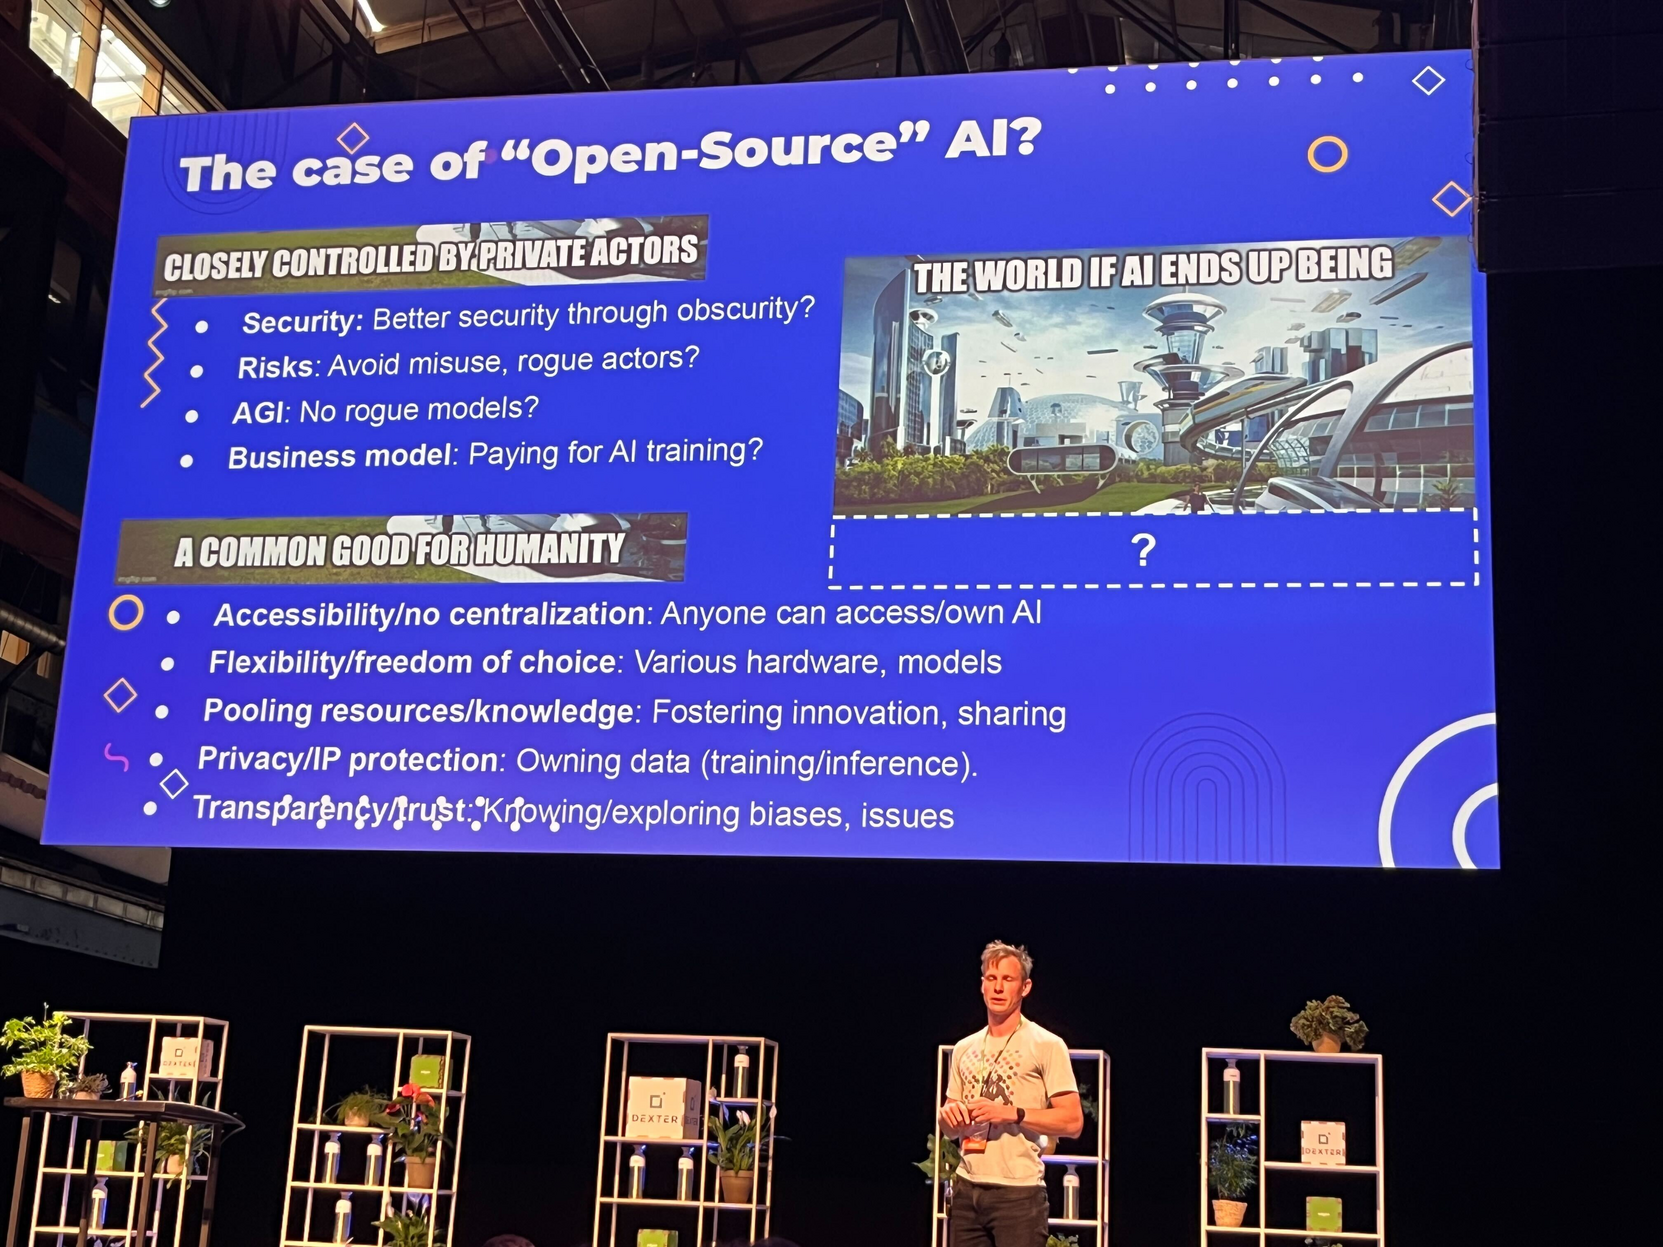 The case of “Open-Source” AI?
CLOSELY CONTROLLED BY PRIVATE ACTORS
imgflip.com
● Security: Better security through obscurity?
● Risks: Avoid misuse, rogue actors?
● AGI: No rogue models?
● Business model: Paying for AI training?
THE WORLD IF AI ENDS UP BEING
?
A COMMON GOOD FOR HUMANITY
imgflip.com
● Accessibility/no centralization: Anyone can access/own AI
● Flexibility/freedom of choice: Various hardware, models
● Pooling resources/knowledge: Fostering innovation, sharing
● Privacy/IP protection: Owning data (training/inference).
● Transparency/trust: Knowing/exploring biases, issues
DEXTER
DEXTER
DEXTER